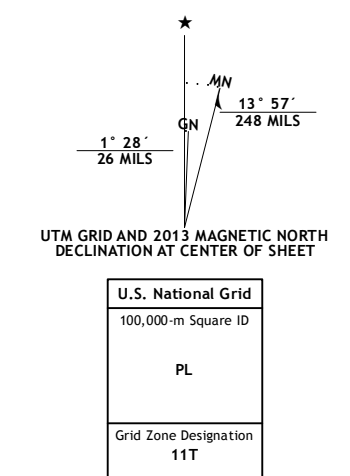 ★
MN
GN
13° 57´
248 MILS
1° 28´
26 MILS
UTM GRID AND 2013 MAGNETIC NORTH
DECLINATION AT CENTER OF SHEET
U.S. National Grid
100,000-m Square ID
PL
Grid Zone Designation
11T